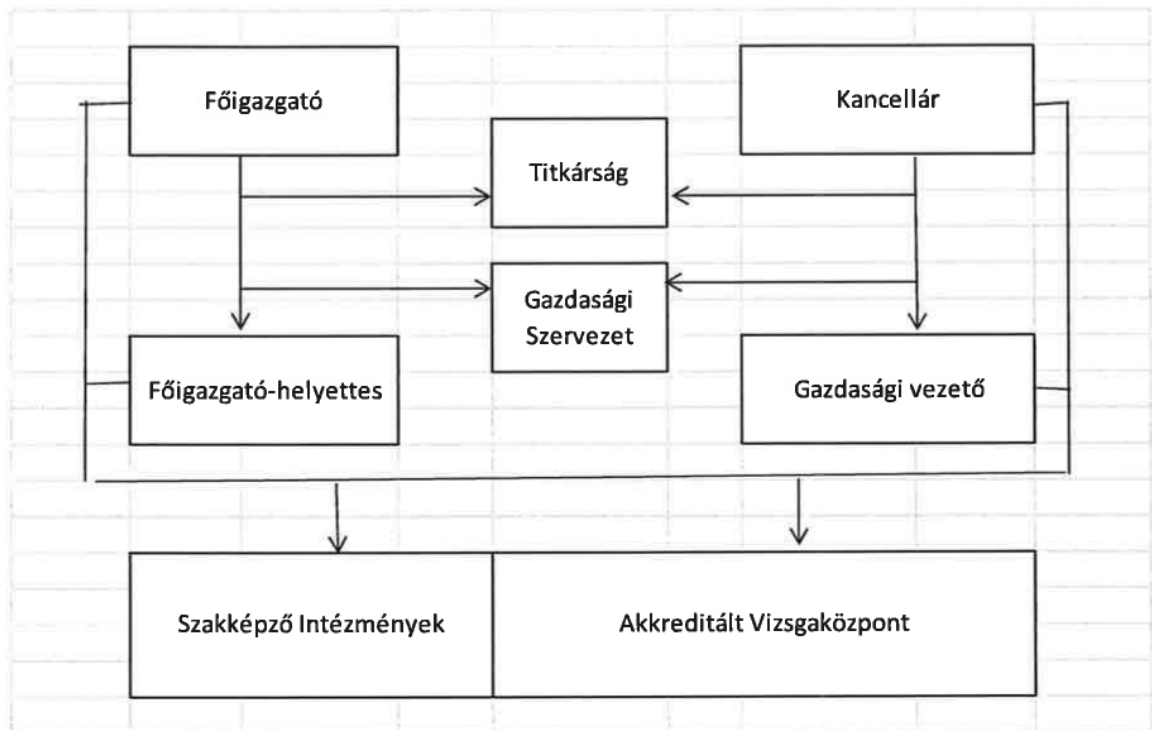 Főigazgató
Kancellár
Titkárság
Gazdasági
Szervezet
Főigazgató-helyettes
Gazdasági vezető
Szakképző Intézmények
Akkreditált Vizsgaközpont